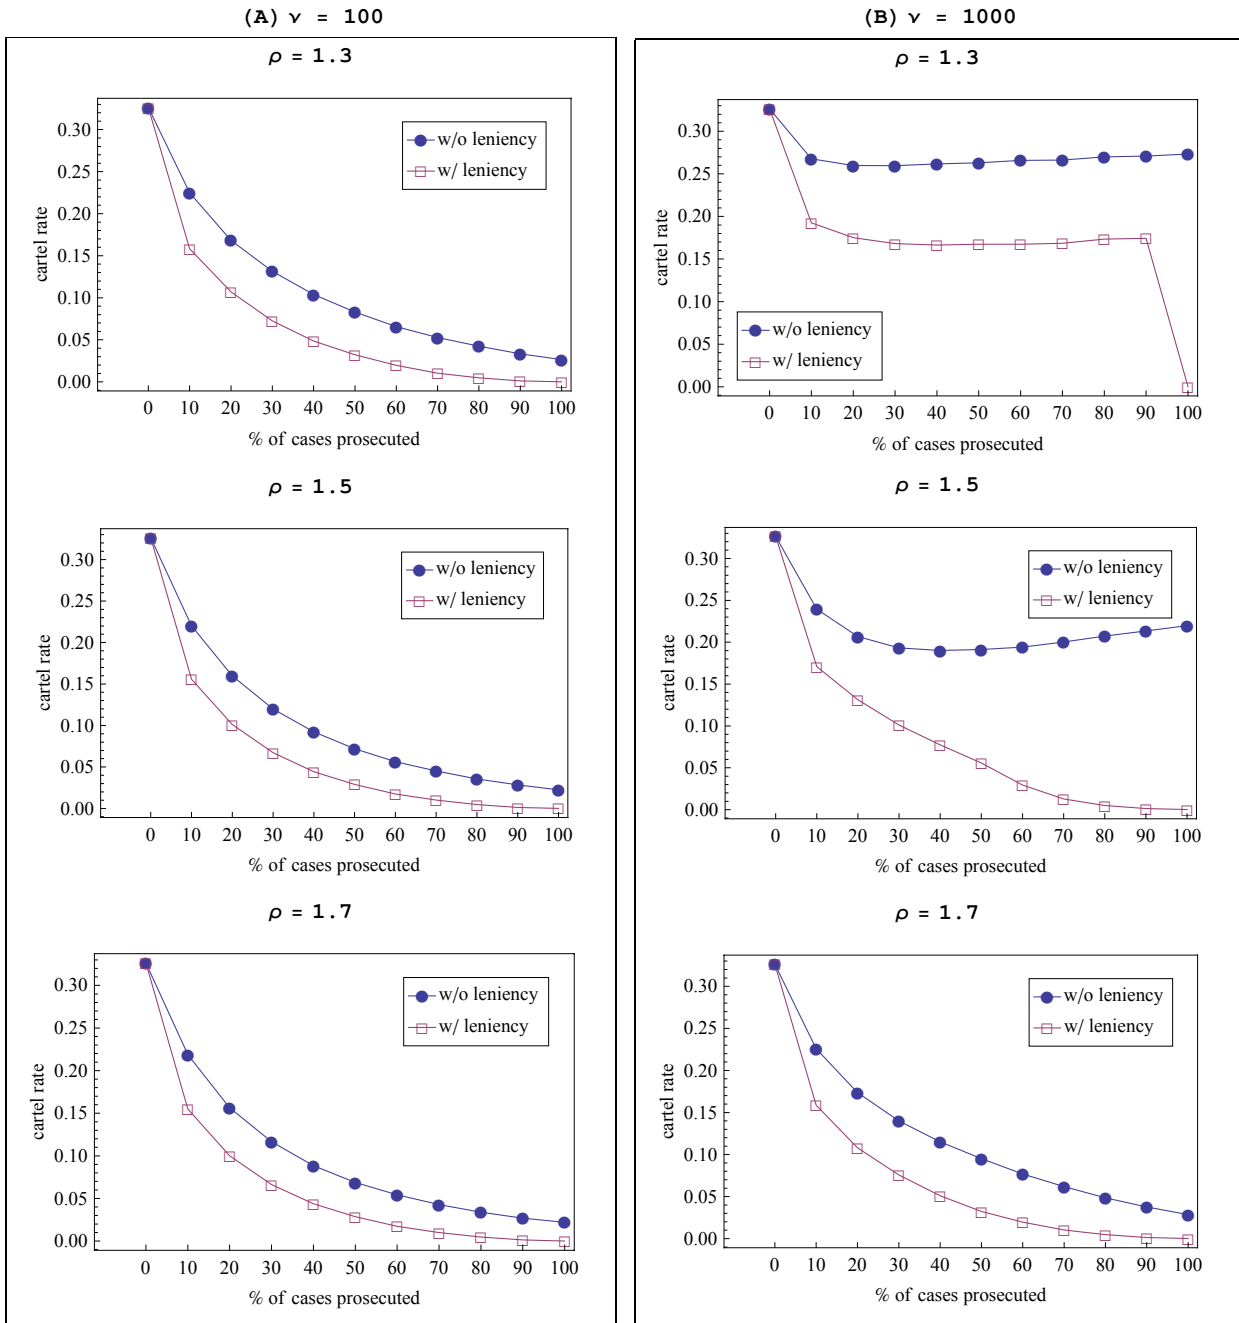 (A) ν = 100
ρ = 1.3
0.30
0.25
0.20
0.15
0.10
0.05
0.00
cartel rate
w/o leniency
w/ leniency
0 10 20 30 40 50 60 70 80 90 100
% of cases prosecuted
ρ = 1.5
0.30
0.25
0.20
0.15
0.10
0.05
0.00
cartel rate
w/o leniency
w/ leniency
0 10 20 30 40 50 60 70 80 90 100
% of cases prosecuted
ρ = 1.7
0.30
0.25
0.20
0.15
0.10
0.05
0.00
cartel rate
w/o leniency
w/ leniency
0 10 20 30 40 50 60 70 80 90 100
% of cases prosecuted
(B) ν = 1000
ρ = 1.3
0.30
0.25
0.20
0.15
0.10
0.05
0.00
cartel rate
w/o leniency
w/ leniency
0 10 20 30 40 50 60 70 80 90 100
% of cases prosecuted
ρ = 1.5
0.30
0.25
0.20
0.15
0.10
0.05
0.00
cartel rate
w/o leniency
w/ leniency
0 10 20 30 40 50 60 70 80 90 100
% of cases prosecuted
ρ = 1.7
0.30
0.25
0.20
0.15
0.10
0.05
0.00
cartel rate
w/o leniency
w/ leniency
0 10 20 30 40 50 60 70 80 90 100
% of cases prosecuted